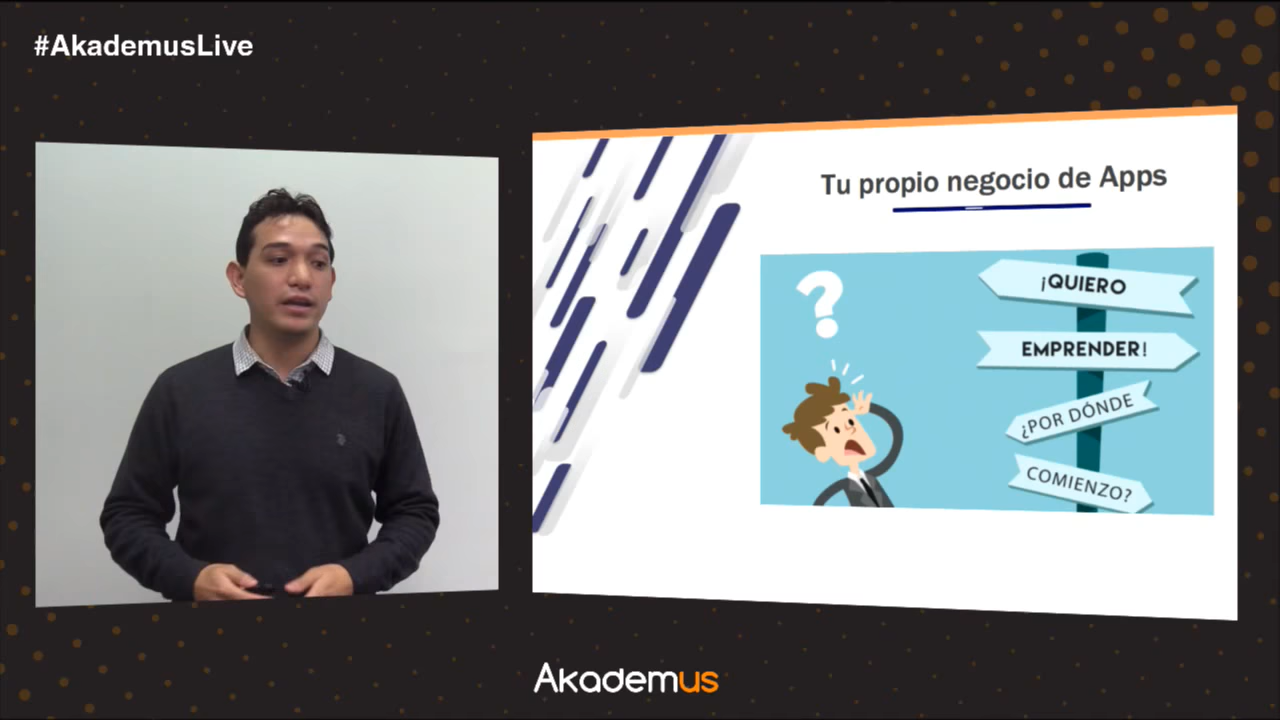 #AkademusLive
Tu propio negocio de Apps
?
¡QUIERO
EMPRENDER!
¿POR DÓNDE
COMIENZO?
Akademus